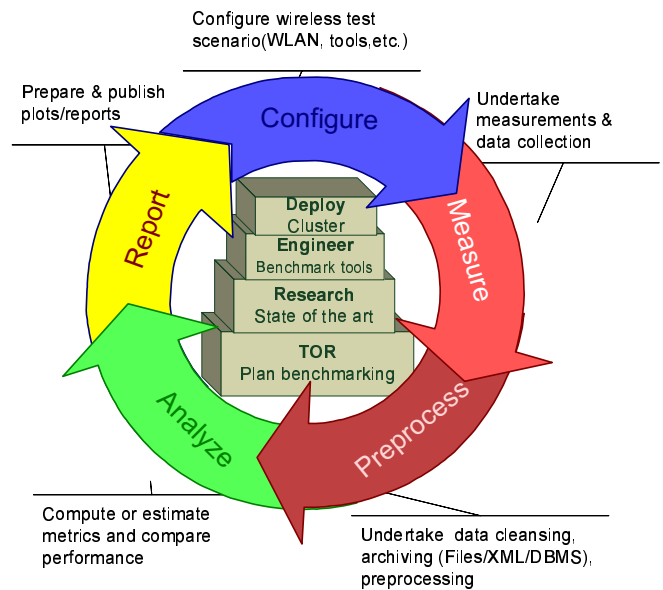 Configure wireless test
scenario(WLAN, tools,etc.)
Prepare & publish
plots/reports
Undertake
measurements &
data collection
Configure
Measure
Preprocess
Analyze
Report
Deploy
Cluster
Engineer
Benchmark tools
Research
State of the art
TOR
Plan benchmarking
Compute or estimate
metrics and compare
performance
Undertake data cleansing,
archiving (Files/XML/DBMS),
preprocessing